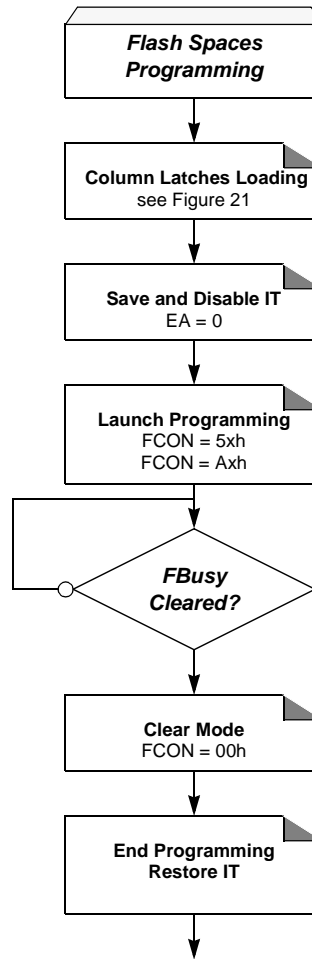 Flash Spaces
Programming
Column Latches Loading
see Figure 21
Save and Disable IT
EA = 0
Launch Programming
FCON = 5xh
FCON = Axh
FBusy
Cleared?
Clear Mode
FCON = 00h
End Programming
Restore IT